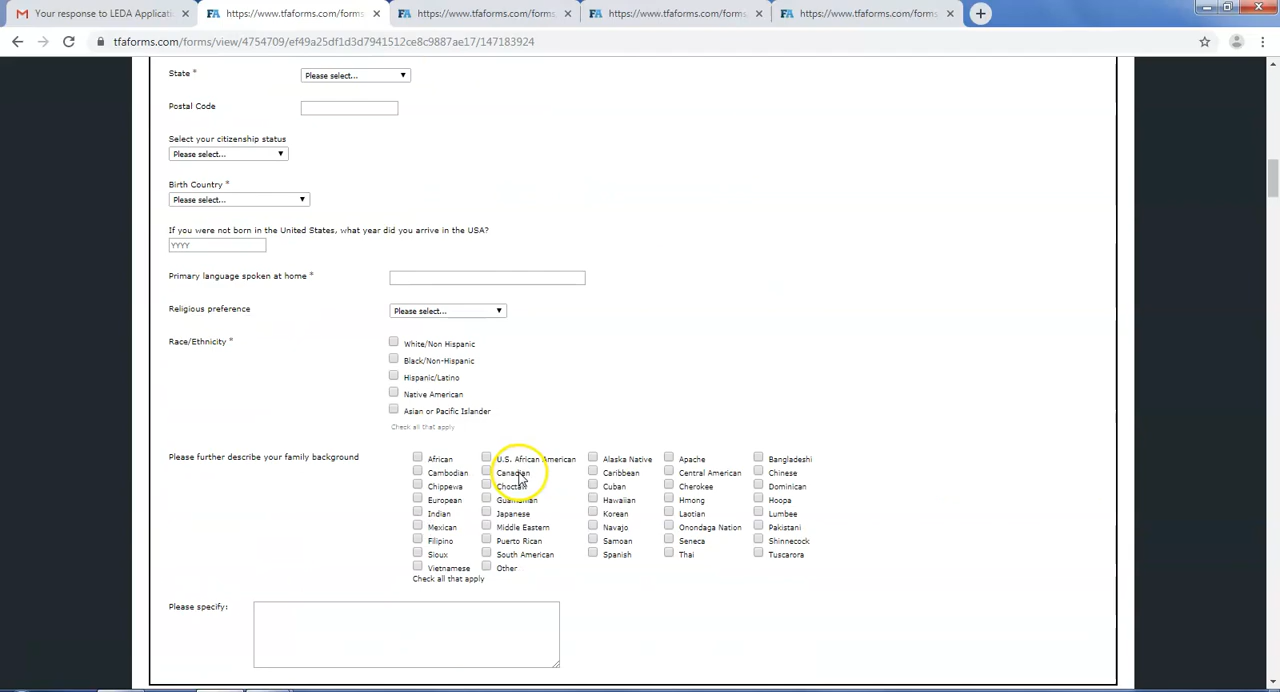 Your response to LEDA Applicati
https://www.tfaforms.com/forms
https://www.tfaforms.com/forms/
https://www.tfaforms.com/forms/
https://www.tfaforms.com/forms/
tfaforms.com/forms/view/4754709/ef49a25df1d3d7941512ce8c9887ae17/147183924
State * Please select...
Postal Code
Select your citizenship status
Please select...
Birth Country *
Please select...
If you were not born in the United States, what year did you arrive in the USA?
YYYY
Primary language spoken at home *
Religious preference Please select...
Race/Ethnicity * White/Non Hispanic
Black/Non-Hispanic
Hispanic/Latino
Native American
Asian or Pacific Islander
Check all that apply
Please further describe your family background African U.S. African American Alaska Native Apache Bangladeshi
Cambodian Canadian Caribbean Central American Chinese
Chippewa Choctaw Cuban Cherokee Dominican
European Guamanian Hawaiian Hmong Hoopa
Indian Japanese Korean Laotian Lumbee
Mexican Middle Eastern Navajo Onondaga Nation Pakistani
Filipino Puerto Rican Samoan Seneca Shinnecock
Sioux South American Spanish Thai Tuscarora
Vietnamese Other
Check all that apply
Please specify: